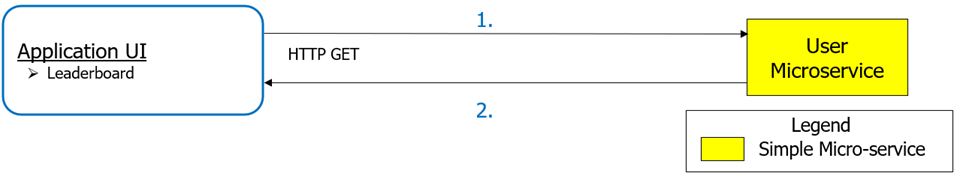 1.
Application UI
➢ Leaderboard
HTTP GET
User
Microservice
2.
Legend
Simple Micro-service